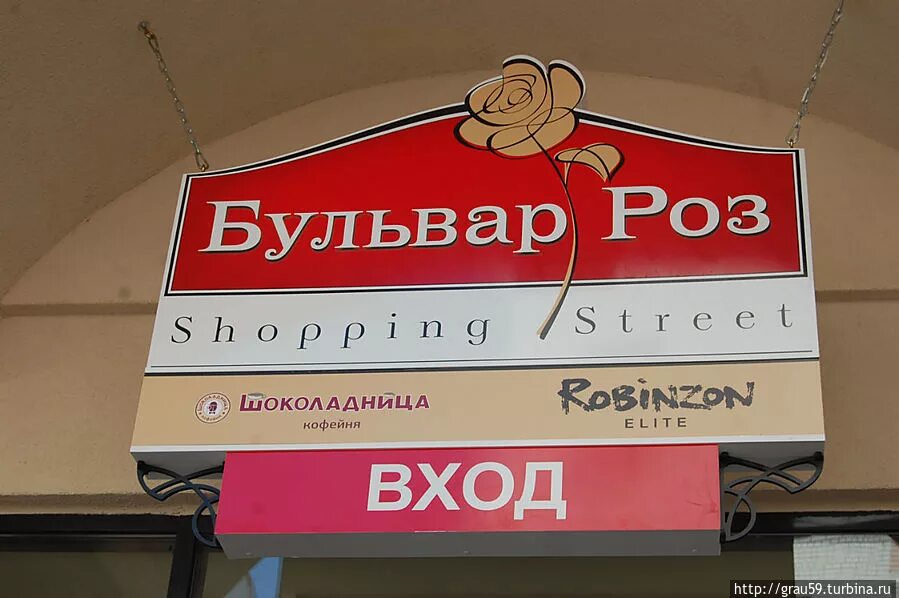 Бульвар Роз
Shopping Street
ШОКОЛАДНИЦА
кофейня
ROBINZON
ELITE
ВХОД
http://grau59.turbina.ru